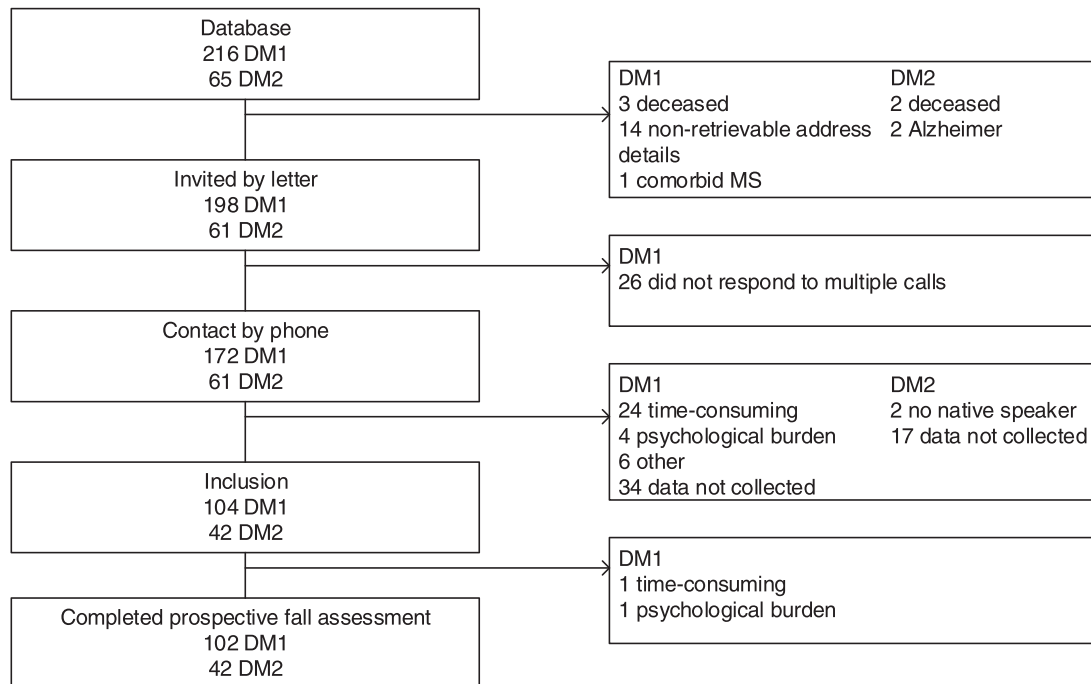 Database
216 DM1
65 DM2
DM1
3 deceased
14 non-retrievable address
details
1 comorbid MS
DM2
2 deceased
2 Alzheimer
Invited by letter
198 DM1
61 DM2
DM1
26 did not respond to multiple calls
Contact by phone
172 DM1
61 DM2
DM1
24 time-consuming
4 psychological burden
6 other
34 data not collected
DM2
2 no native speaker
17 data not collected
Inclusion
104 DM1
42 DM2
DM1
1 time-consuming
1 psychological burden
Completed prospective fall assessment
102 DM1
42 DM2